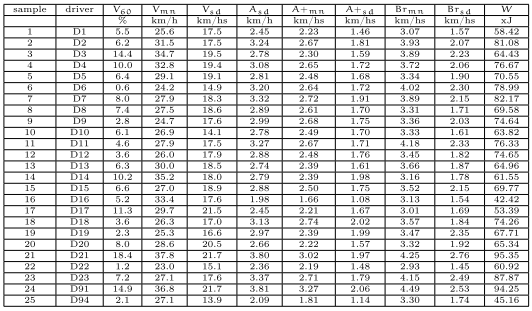 sample driver V60 Vmn Vsd Asd A+mn A+sd Brmn Brsd W
% km/h km/h km/hs km/hs km/hs km/hs km/hs xJ
1 D1 5.5 25.6 17.5 2.45 2.23 1.46 3.07 1.57 58.42
2 D2 6.2 31.5 17.5 3.24 2.67 1.81 3.93 2.07 81.08
3 D3 14.4 34.7 19.5 2.78 2.30 1.59 3.89 2.23 64.43
4 D4 10.0 32.8 19.4 3.08 2.65 1.72 3.72 2.06 76.67
5 D5 6.4 29.1 19.1 2.81 2.48 1.68 3.34 1.90 70.55
6 D6 0.6 24.2 14.9 3.20 2.64 1.72 4.02 2.30 78.99
7 D7 8.0 27.9 18.3 3.32 2.72 1.91 3.89 2.15 82.17
8 D8 7.4 27.5 18.6 2.89 2.61 1.70 3.31 1.71 69.58
9 D9 2.8 24.7 17.6 2.99 2.68 1.75 3.36 2.03 74.64
10 D10 6.1 26.9 14.1 2.78 2.49 1.70 3.33 1.61 63.82
11 D11 4.6 27.9 17.5 3.27 2.67 1.71 4.18 2.33 76.33
12 D12 3.6 26.0 17.9 2.88 2.48 1.76 3.45 1.82 74.65
13 D13 6.3 30.0 18.5 2.74 2.39 1.61 3.66 1.87 64.96
14 D14 10.2 35.2 18.0 2.79 2.39 1.98 3.16 1.78 61.55
15 D15 6.6 27.0 18.9 2.88 2.50 1.75 3.52 2.15 69.77
16 D16 5.2 33.4 17.6 1.98 1.66 1.08 3.13 1.54 42.42
17 D17 11.3 29.7 21.5 2.45 2.21 1.67 3.01 1.69 53.39
18 D18 3.6 26.3 17.0 3.13 2.74 2.02 3.57 1.84 74.26
19 D19 2.3 25.3 16.6 2.97 2.39 1.99 3.47 2.35 67.71
20 D20 8.0 28.6 20.5 2.66 2.22 1.57 3.32 1.92 65.34
21 D21 18.4 37.8 21.7 3.80 3.02 1.97 4.25 2.76 95.35
22 D22 1.2 23.0 15.1 2.36 2.19 1.48 2.93 1.45 60.92
23 D23 7.2 27.1 17.6 3.37 2.71 1.79 4.15 2.49 87.87
24 D91 14.9 36.8 21.7 3.81 3.27 2.06 4.49 2.53 94.25
25 D94 2.1 27.1 13.9 2.09 1.81 1.14 3.30 1.74 45.16